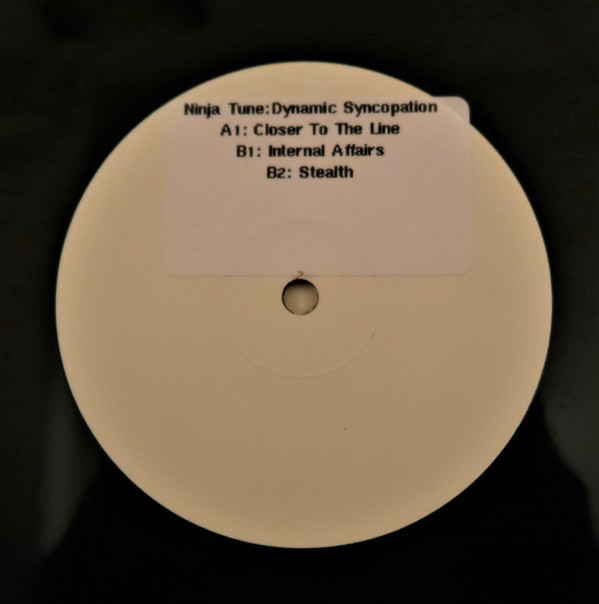 Ninja Tune:Dynamic Syncopation
A1: Closer To The Line
B1: Internal Affairs
B2: Stealth